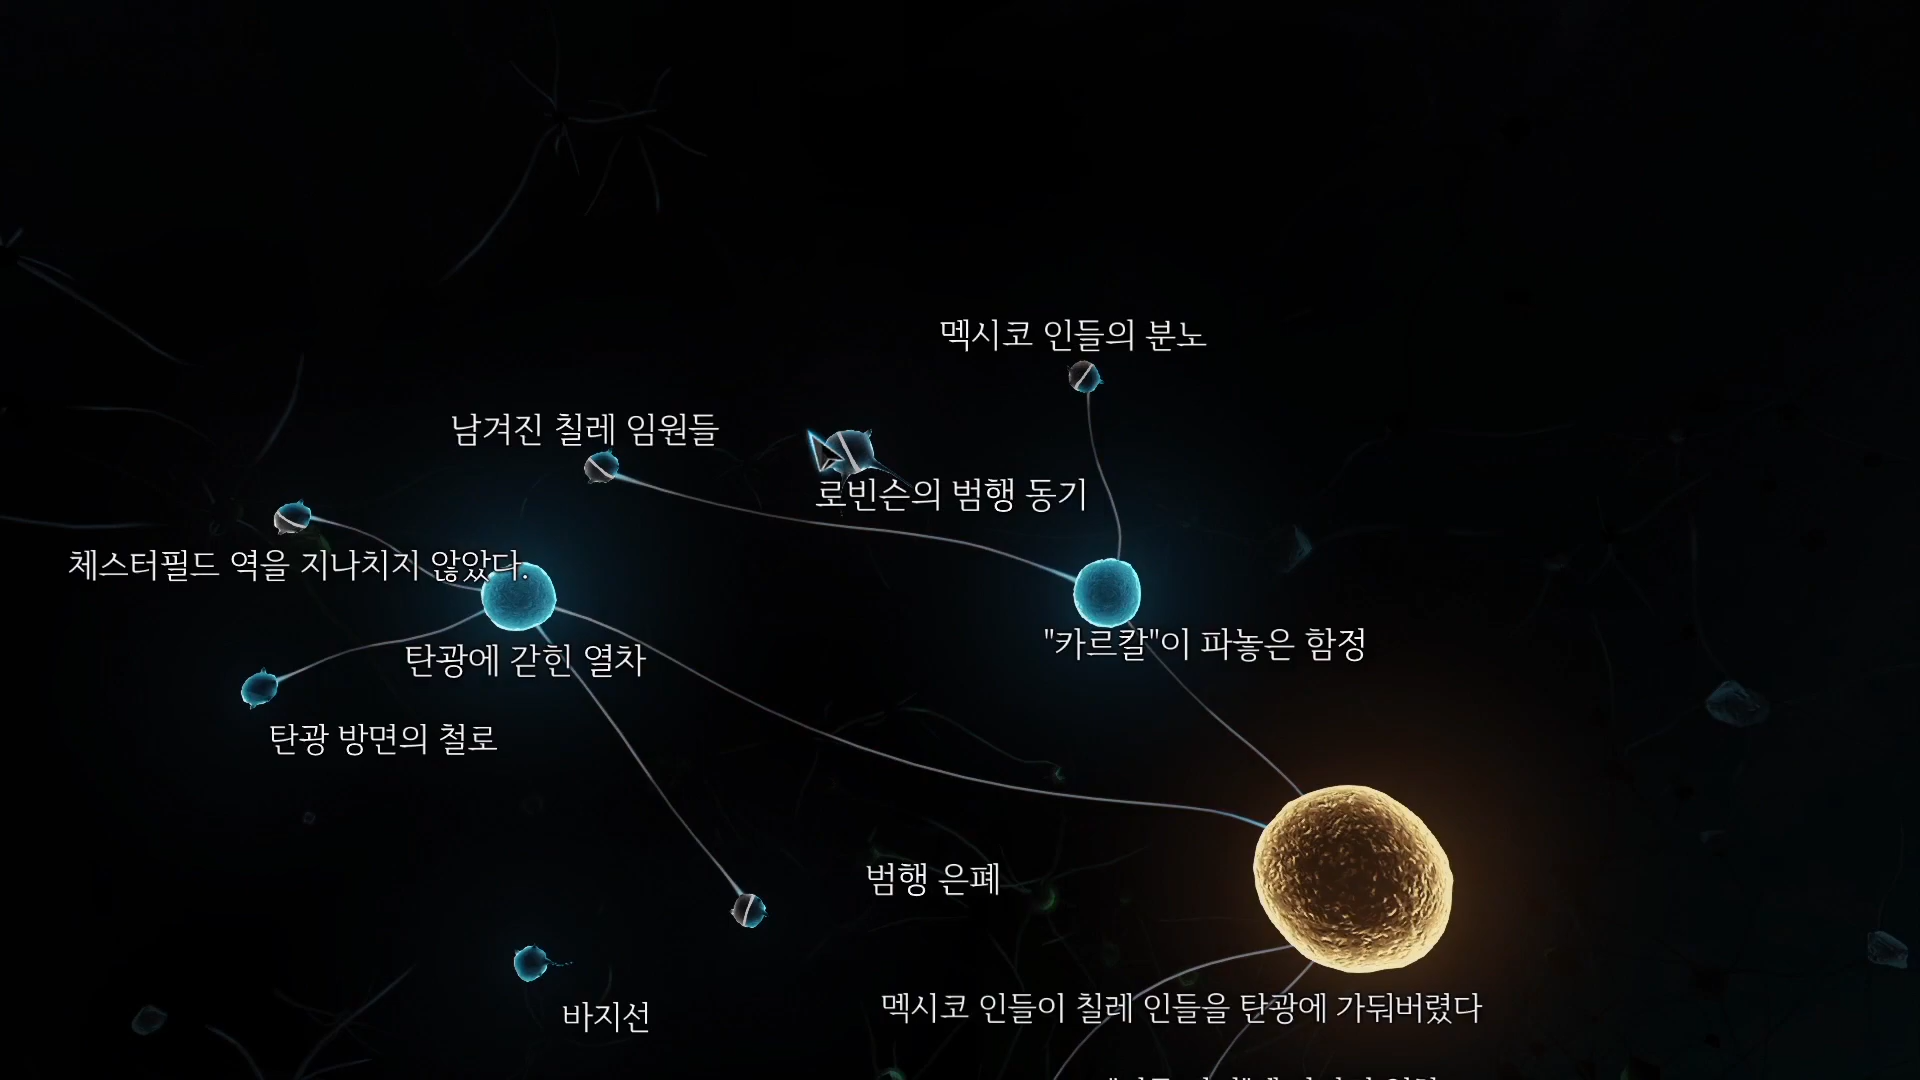 멕시코 인들의 분노
남겨진 칠레 임원들
로빈슨의 범행 동기
체스터필드 역을 지나치지 않았다.
"카르칼"이 파놓은 함정
탄광에 갇힌 열차
탄광 방면의 철로
범행 은폐
멕시코 인들이 칠레 인들을 탄광에 가둬버렸다
바지선